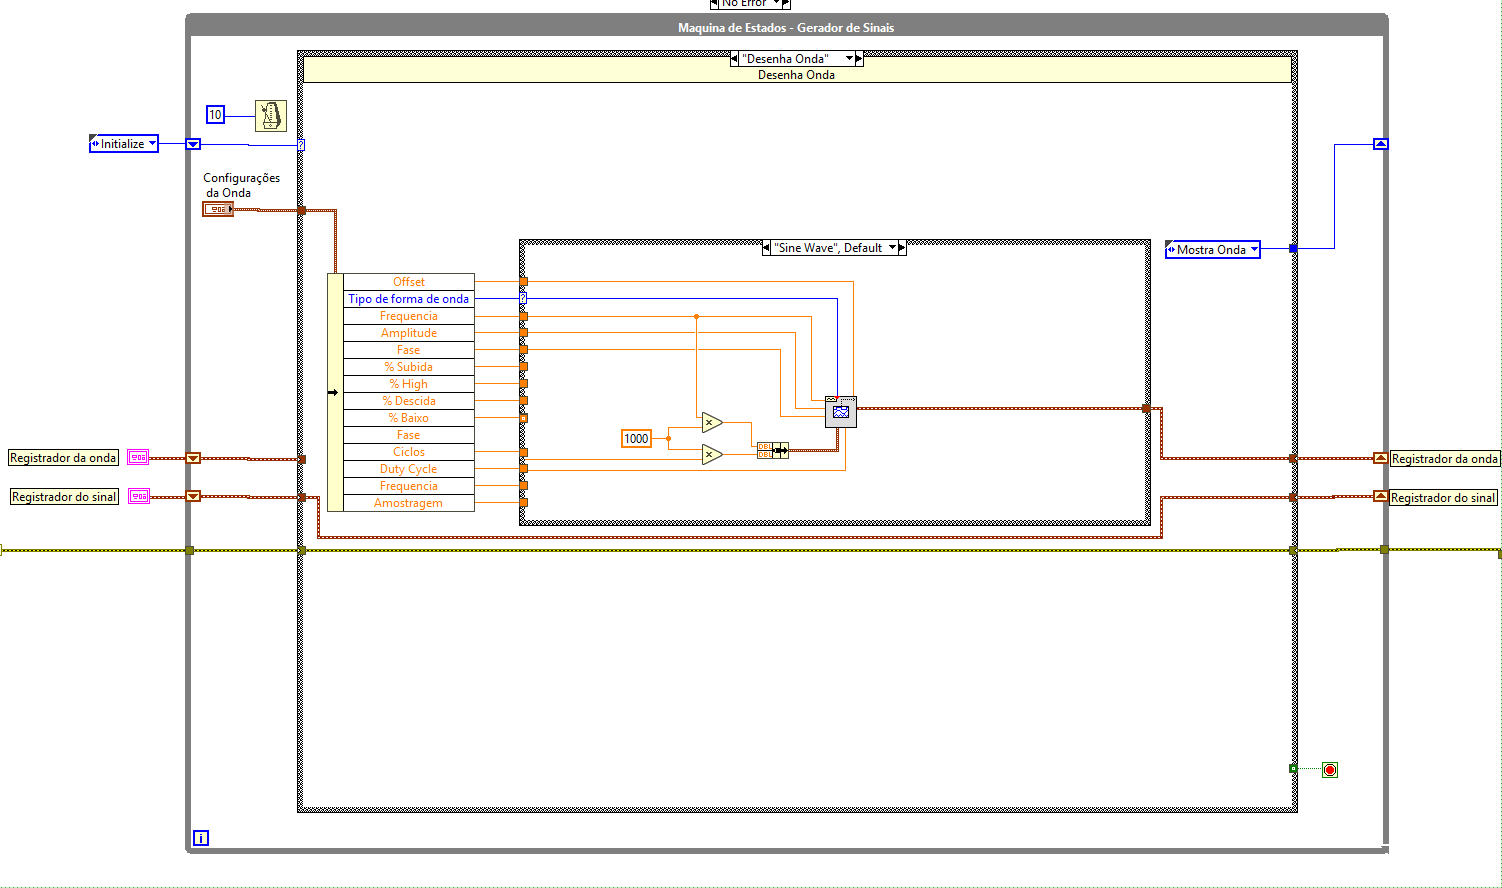 No Error
Maquina de Estados - Gerador de Sinais
"Desenha Onda"
Desenha Onda
10
Initialize
Configurações
da Onda
"Sine Wave", Default
Mostra Onda
Offset
Tipo de forma de onda
Frequencia
Amplitude
Fase
% Subida
% High
% Descida
% Baixo
Fase
Ciclos
Duty Cycle
Frequencia
Amostragem
1000
DBL
DBL
Registrador da onda
Registrador da onda
Registrador do sinal
Registrador do sinal
i